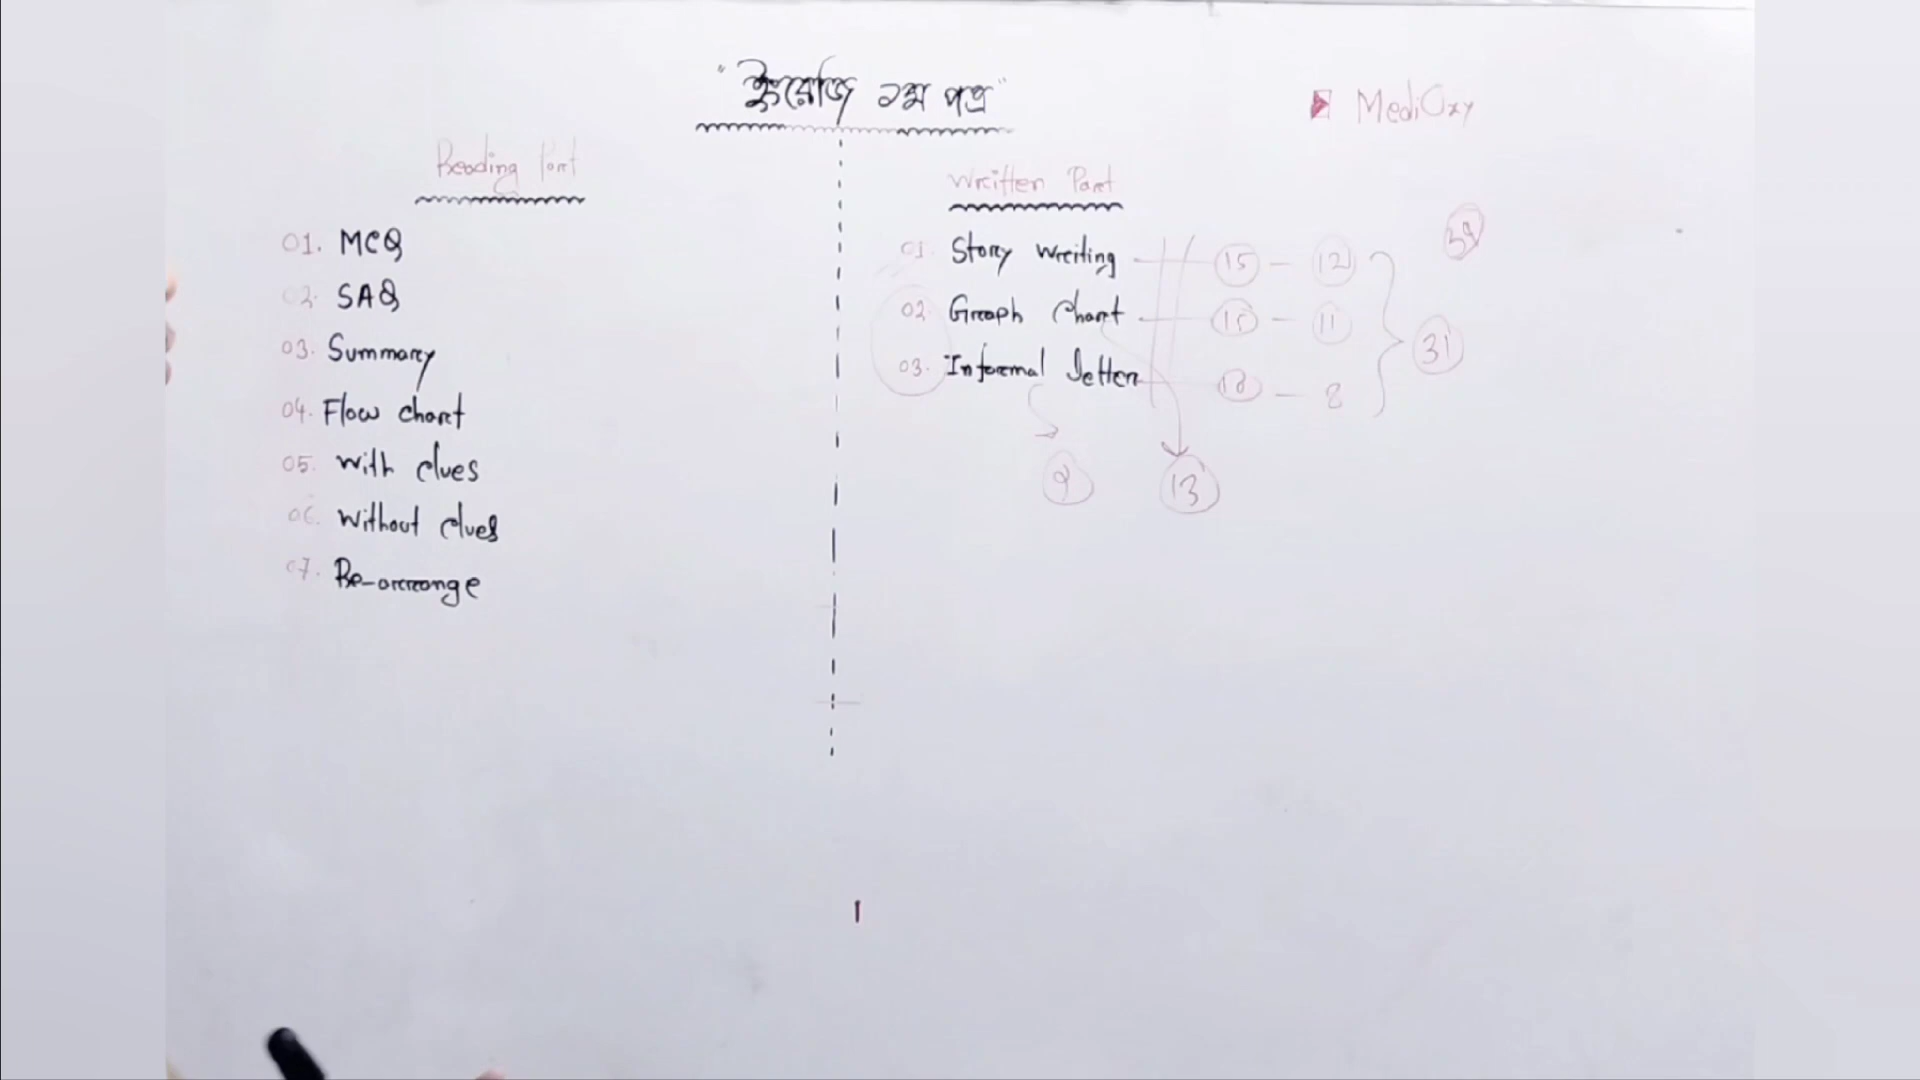 "ইংরেজি ১ম পত্র"
MediOxy
Reading Part
01. MCQ
02. SAQ
03. Summary
04. Flow chart
05. With clues
06. Without clues
07. Re-arrange
Written Part
01. Story Writing 15 - 12
02. Graph Chart 15 - 11
03. Informal letter 10 - 8
31
9 13